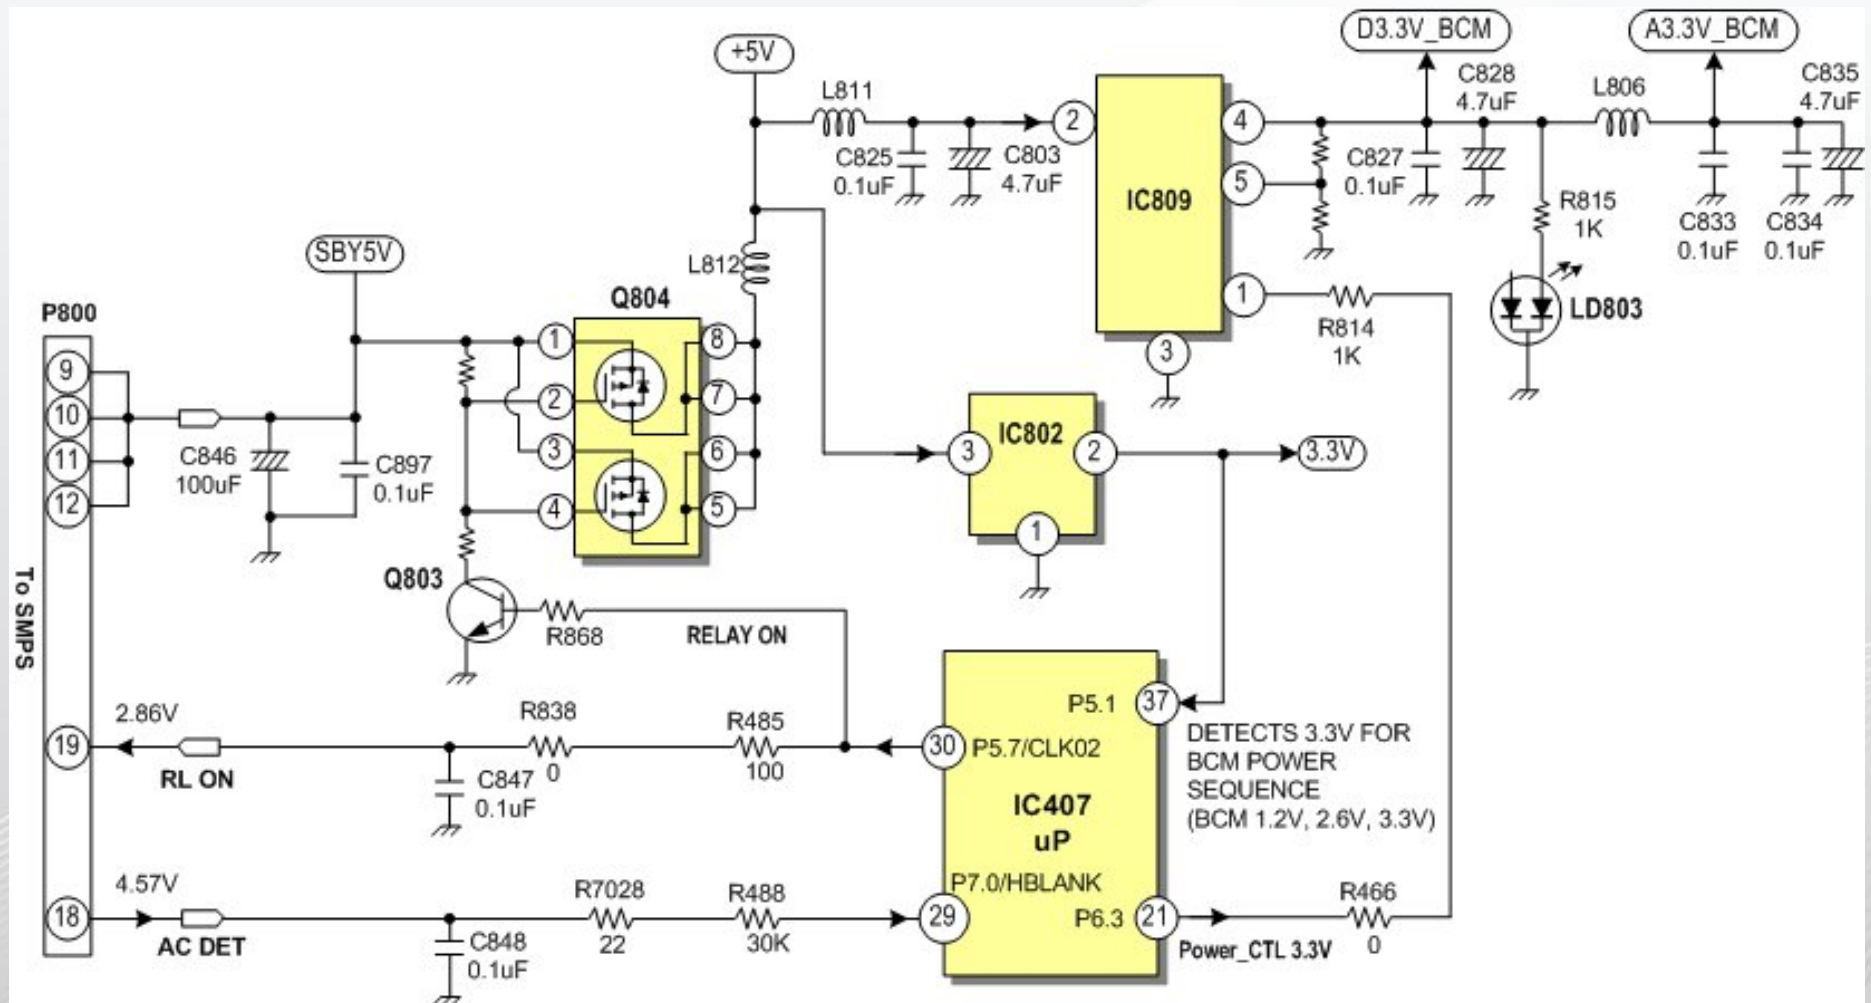 +5V
D3.3V_BCM
A3.3V_BCM
L811
C825
0.1uF
C803
4.7uF
2
IC809
4
5
1
3
C827
0.1uF
C828
4.7uF
L806
C835
4.7uF
C833
0.1uF
C834
0.1uF
R815
1K
LD803
R814
1K
SBY5V
L812
P800
9
10
11
12
C846
100uF
C897
0.1uF
Q804
1
2
3
4
8
7
6
5
IC802
3
2
1
3.3V
Q803
R868
RELAY ON
To SMPS
2.86V
19
RL ON
C847
0.1uF
R838
0
R485
100
30
P5.7/CLK02
P5.1
37
DETECTS 3.3V FOR
BCM POWER
SEQUENCE
(BCM 1.2V, 2.6V, 3.3V)
IC407
uP
4.57V
18
AC DET
C848
0.1uF
R7028
22
R488
30K
29
P7.0/HBLANK
P6.3
21
Power_CTL 3.3V
R466
0